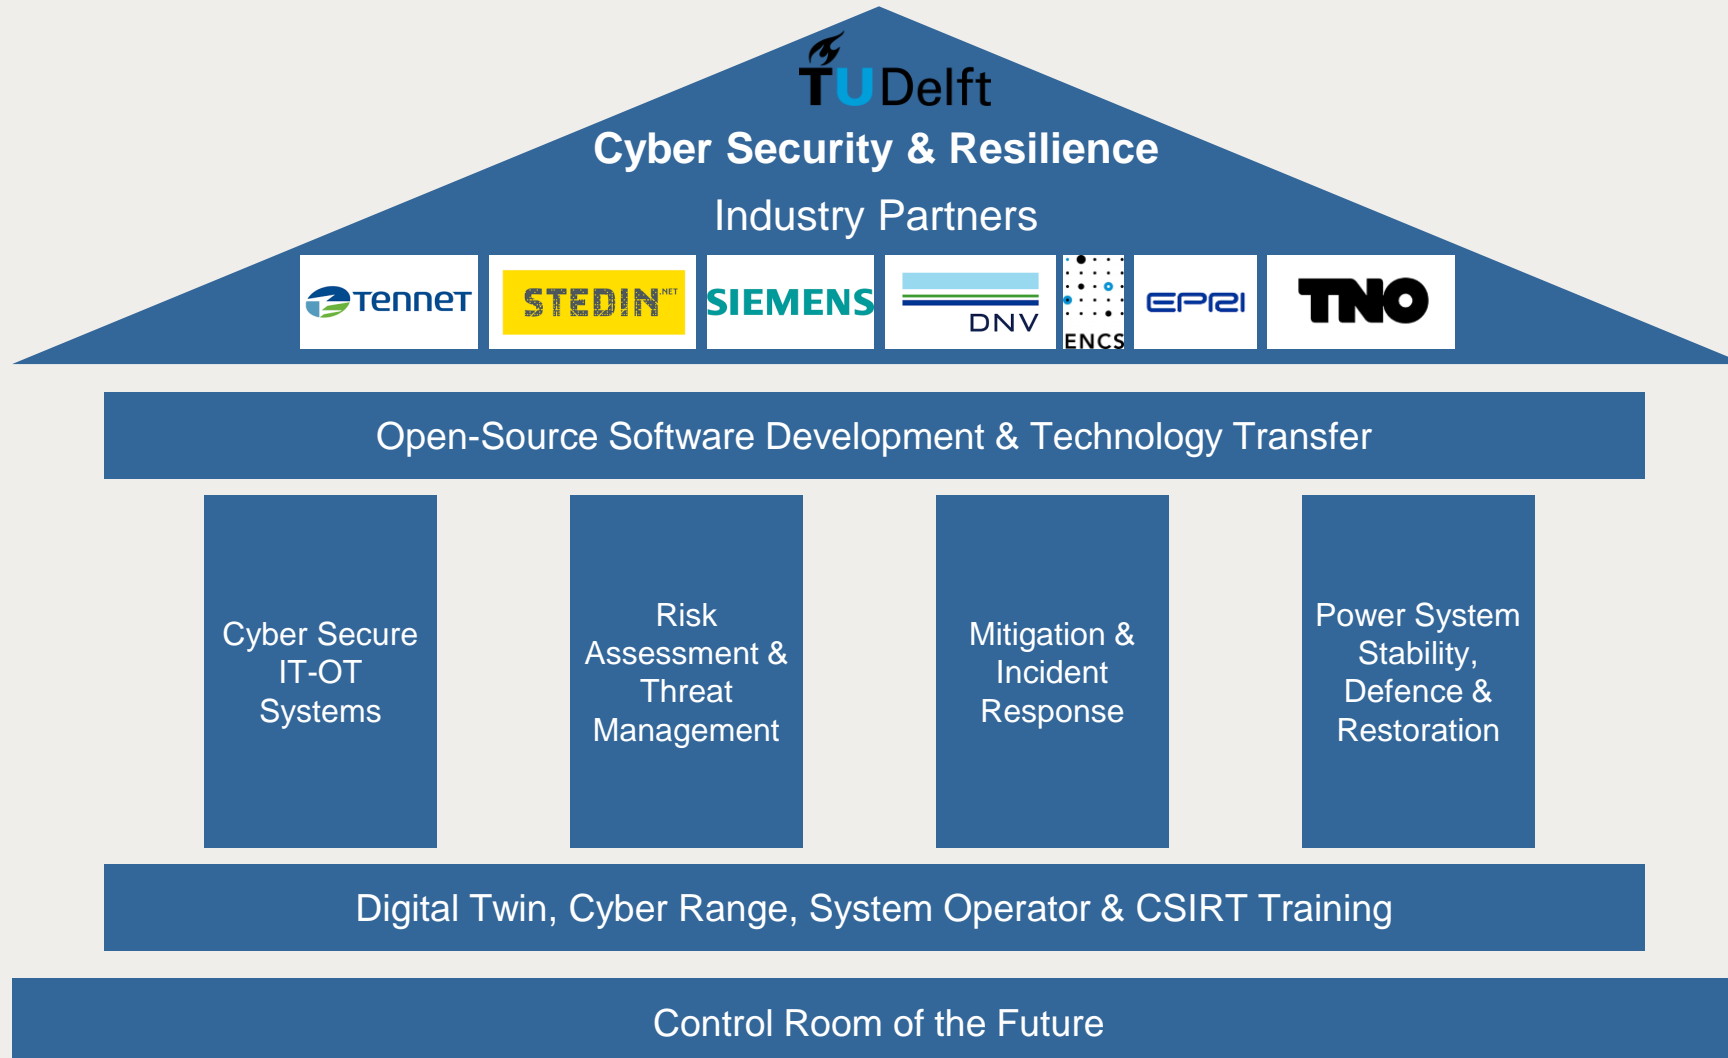 TUDelft
Cyber Security & Resilience
Industry Partners
TenneT
STEDIN.NET
SIEMENS
DNV
ENCS
EPRI
TNO
Open-Source Software Development & Technology Transfer
Cyber Secure
IT-OT
Systems
Risk
Assessment &
Threat
Management
Mitigation &
Incident
Response
Power System
Stability,
Defence &
Restoration
Digital Twin, Cyber Range, System Operator & CSIRT Training
Control Room of the Future